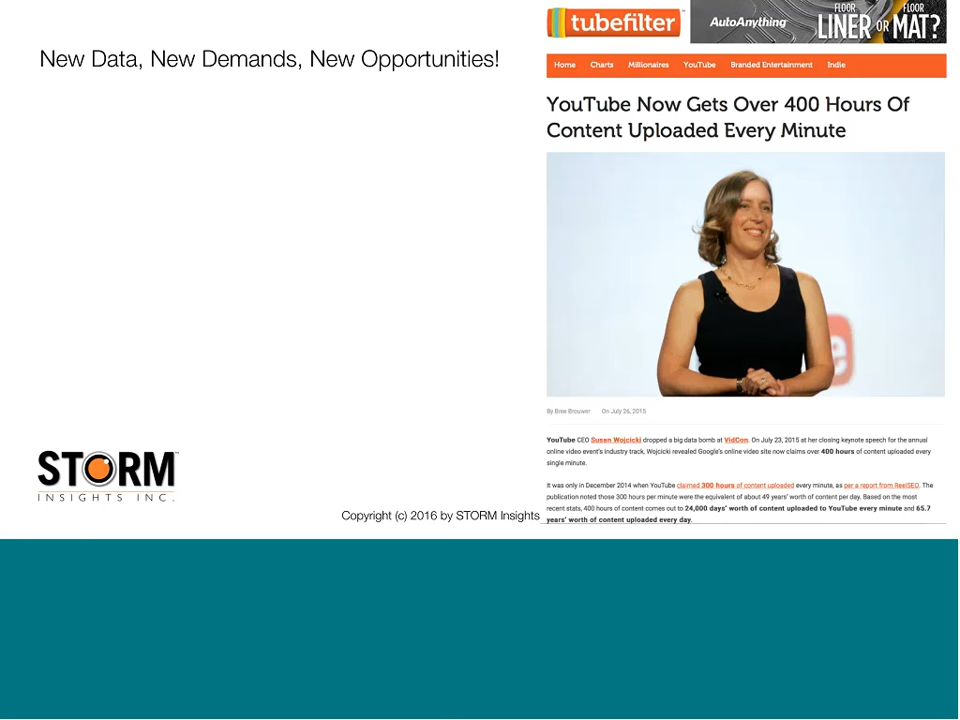 New Data, New Demands, New Opportunities!
STORM™
INSIGHTS INC.
Copyright (c) 2016 by STORM Insights
tubefilter™
AutoAnything
FLOOR LINER OR FLOOR MAT?
Home Charts Millionaires YouTube Branded Entertainment Indie
YouTube Now Gets Over 400 Hours Of
Content Uploaded Every Minute
By Bree Brouwer On July 26, 2015
YouTube CEO Susan Wojcicki dropped a big data bomb at VidCon. On July 23, 2015 at her closing keynote speech for the annual
online video event's industry track, Wojcicki revealed Google's online video site now claims over 400 hours of content uploaded every
single minute.
It was only in December 2014 when YouTube claimed 300 hours of content uploaded every minute, as per a report from ReelSEO. The
publication noted those 300 hours per minute were the equivalent of about 49 years' worth of content per day. Based on the most
recent stats, 400 hours of content comes out to 24,000 days' worth of content uploaded to YouTube every minute and 65.7
years' worth of content uploaded every day.